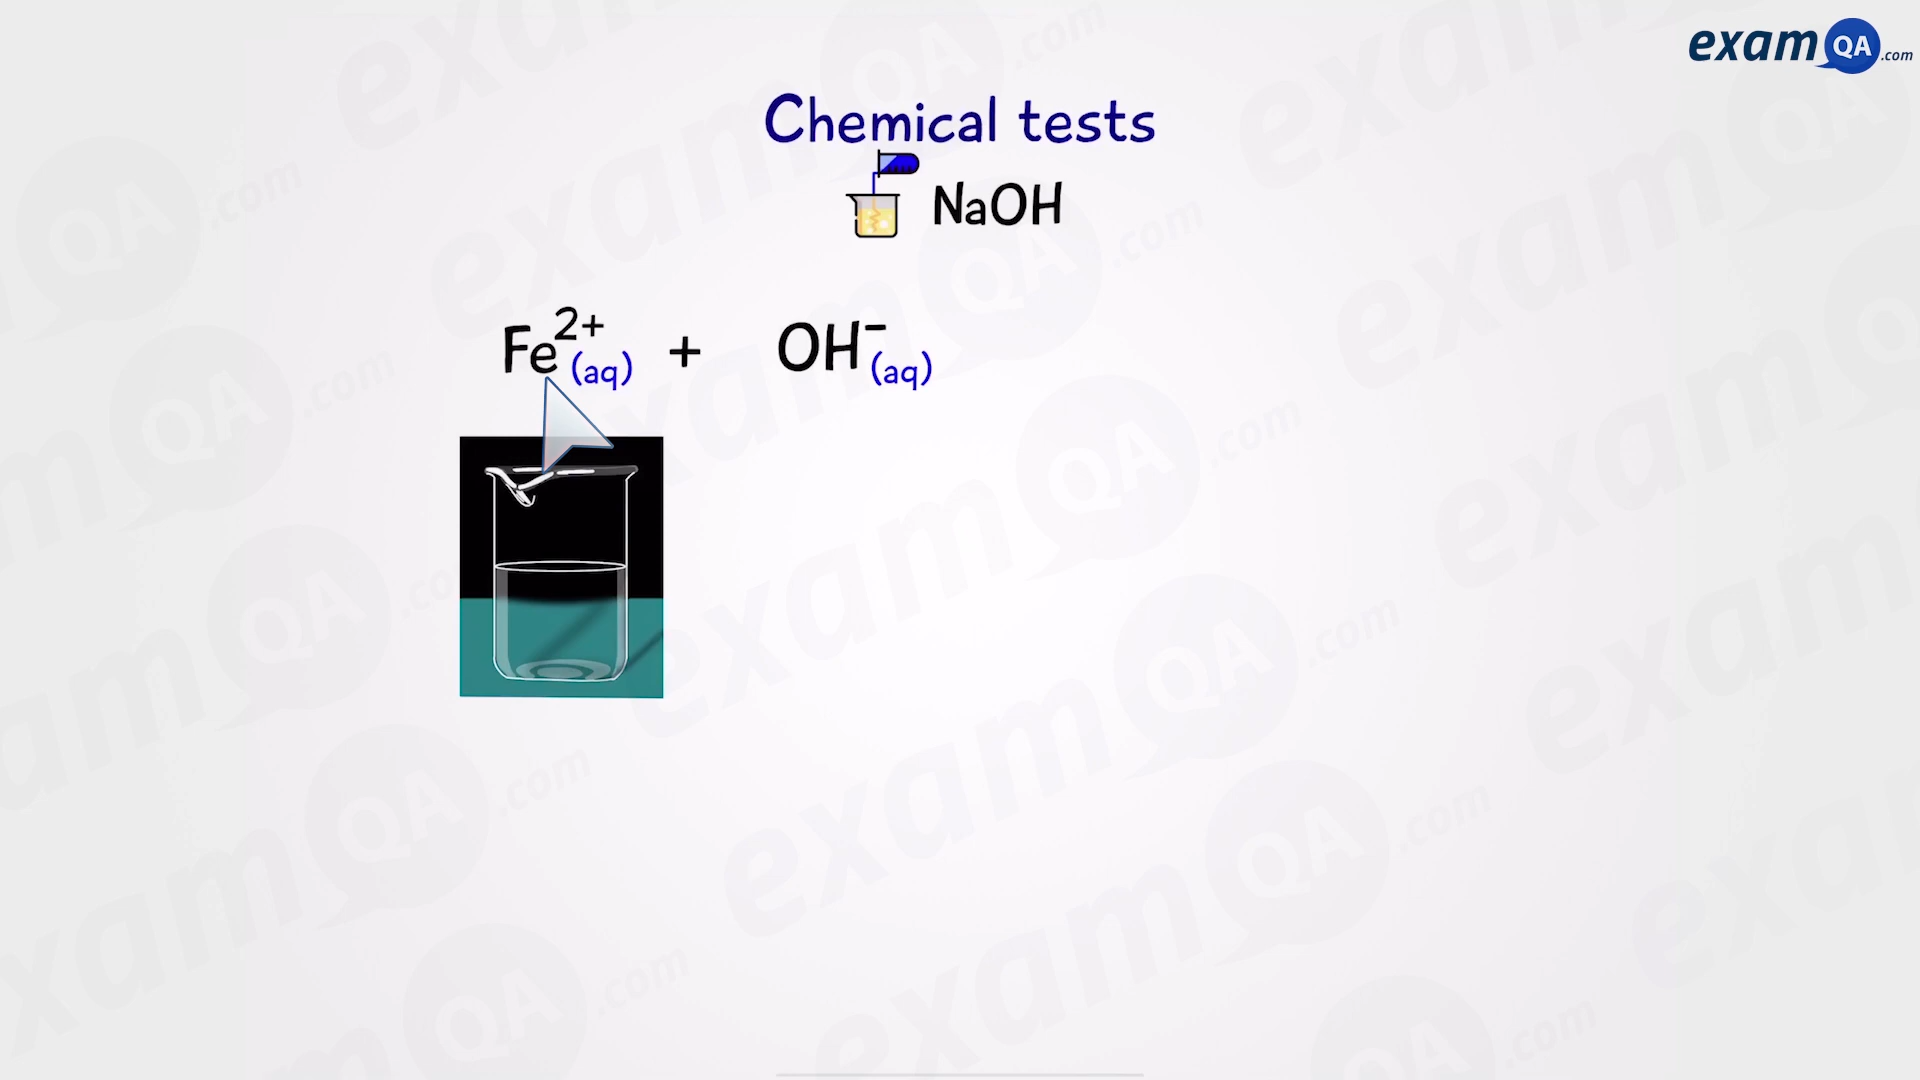 examQA.com
Chemical tests
NaOH
Fe²⁺(aq) + OH⁻(aq)